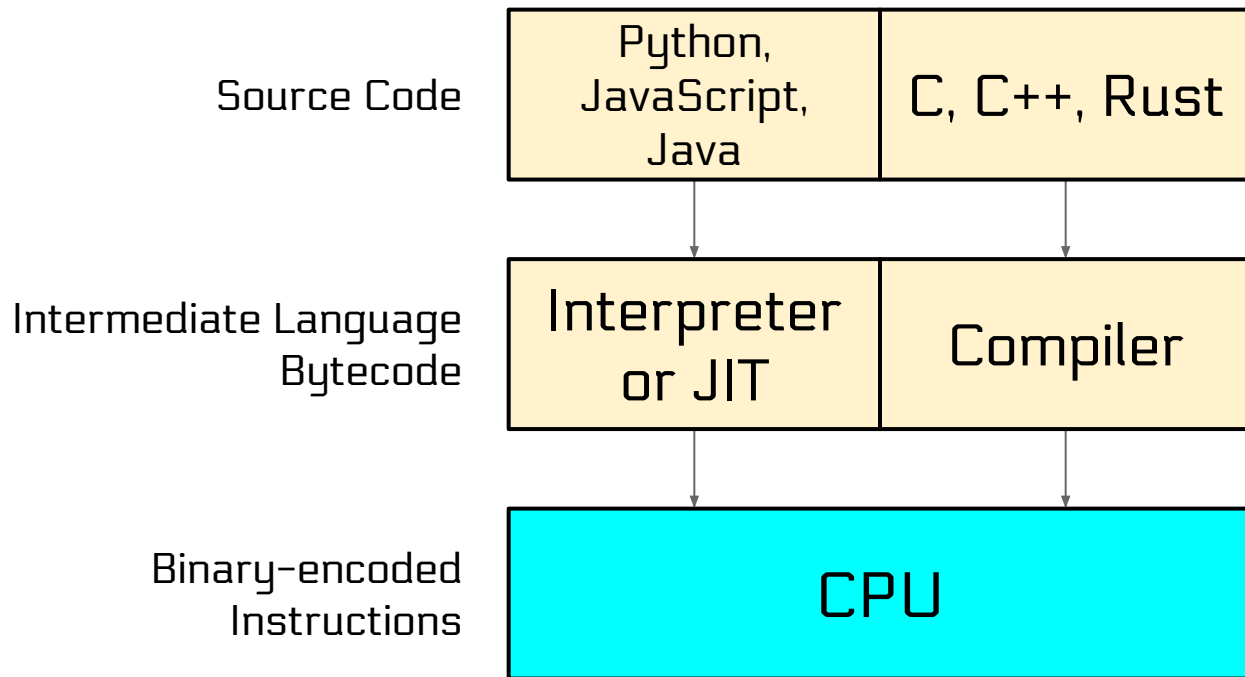 Source Code
Python,
JavaScript,
Java
C, C++, Rust
Intermediate Language
Bytecode
Interpreter
or JIT
Compiler
Binary-encoded
Instructions
CPU